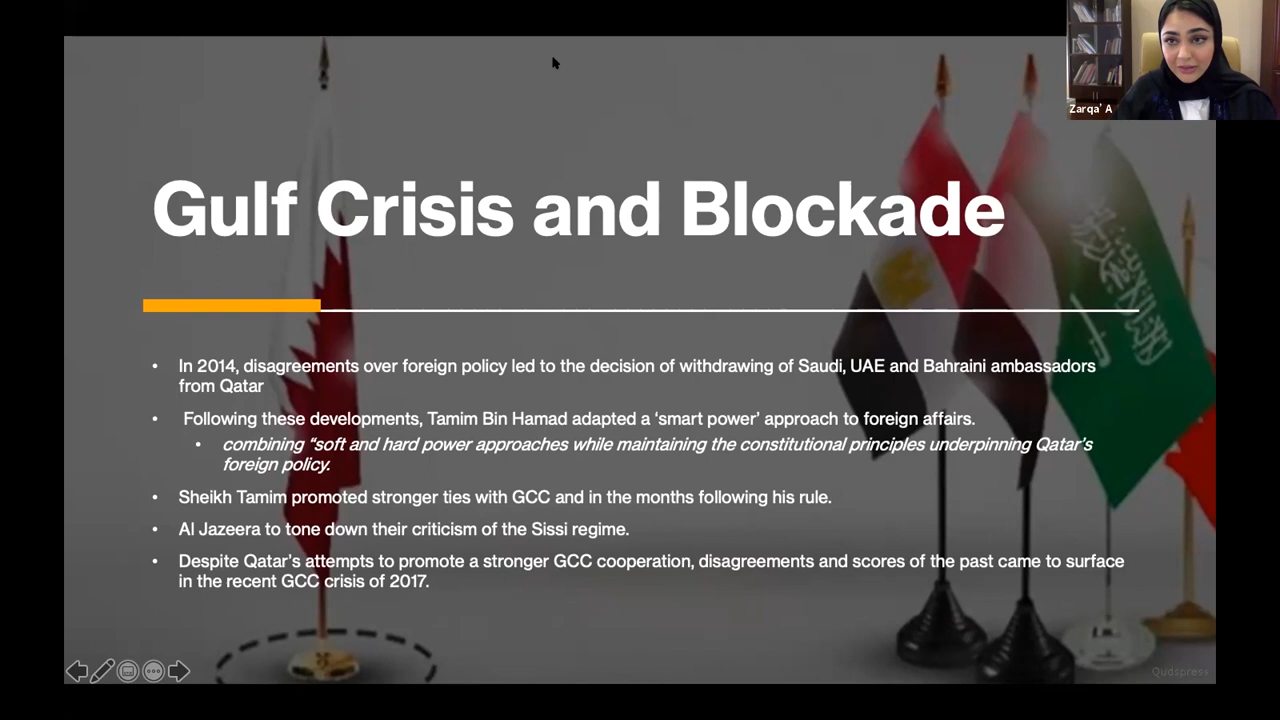 Zarqa' A
Gulf Crisis and Blockade
• In 2014, disagreements over foreign policy led to the decision of withdrawing of Saudi, UAE and Bahraini ambassadors
from Qatar
• Following these developments, Tamim Bin Hamad adapted a ‘smart power’ approach to foreign affairs.
• combining “soft and hard power approaches while maintaining the constitutional principles underpinning Qatar’s
foreign policy.
• Sheikh Tamim promoted stronger ties with GCC and in the months following his rule.
• Al Jazeera to tone down their criticism of the Sissi regime.
• Despite Qatar’s attempts to promote a stronger GCC cooperation, disagreements and scores of the past came to surface
in the recent GCC crisis of 2017.
Qudspress